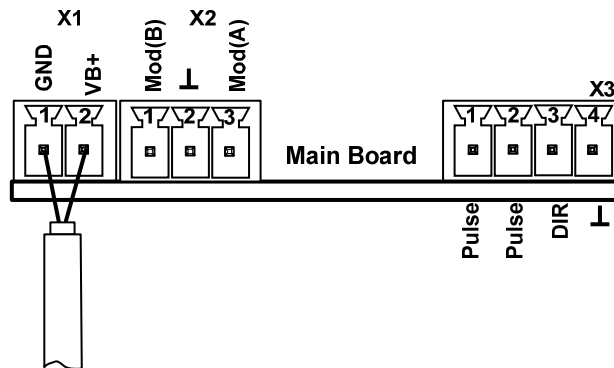 X1
X2
GND
VB+
Mod(B)
⊥
Mod(A)
X3
1
2
1
2
3
1
2
3
4
Main Board
Pulse
Pulse
DIR
⊥